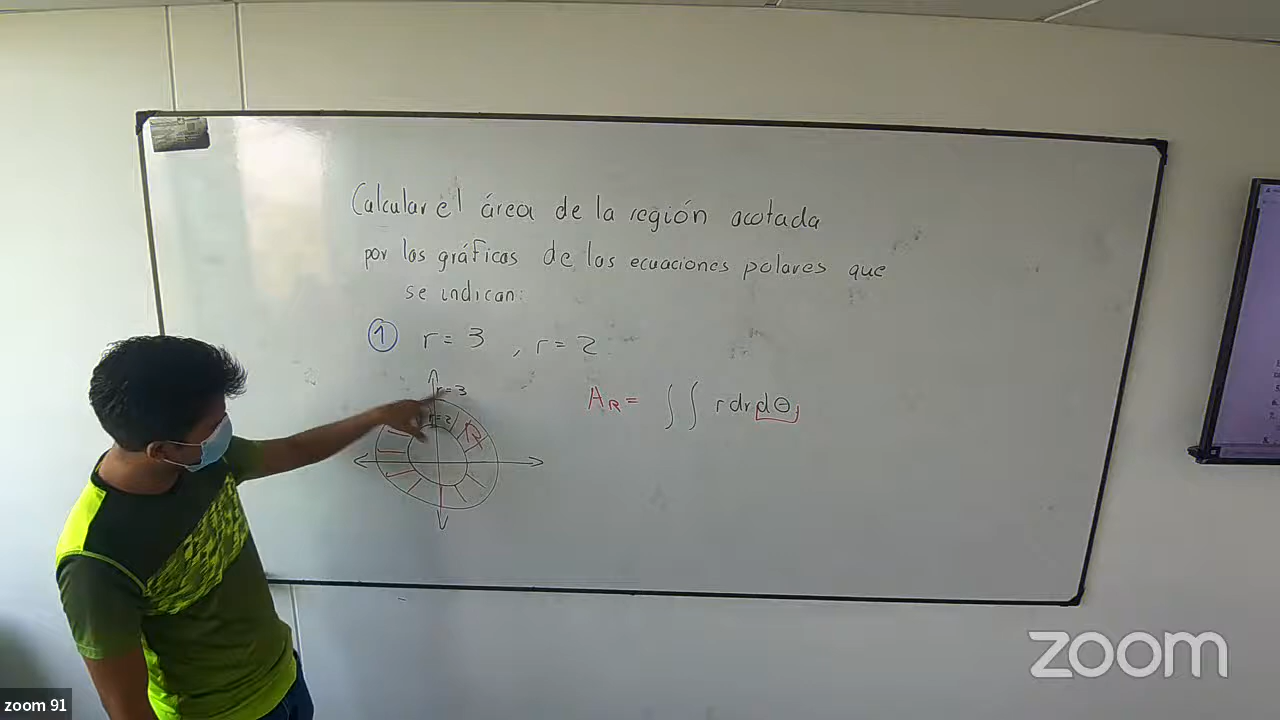 Calcular el área de la región acotada
por las gráficas de las ecuaciones polares que
se indican:
① r = 3 , r = 2
r = 3
r = 2
R
A_R = ∫∫ r dr dθ
zoom
zoom 91